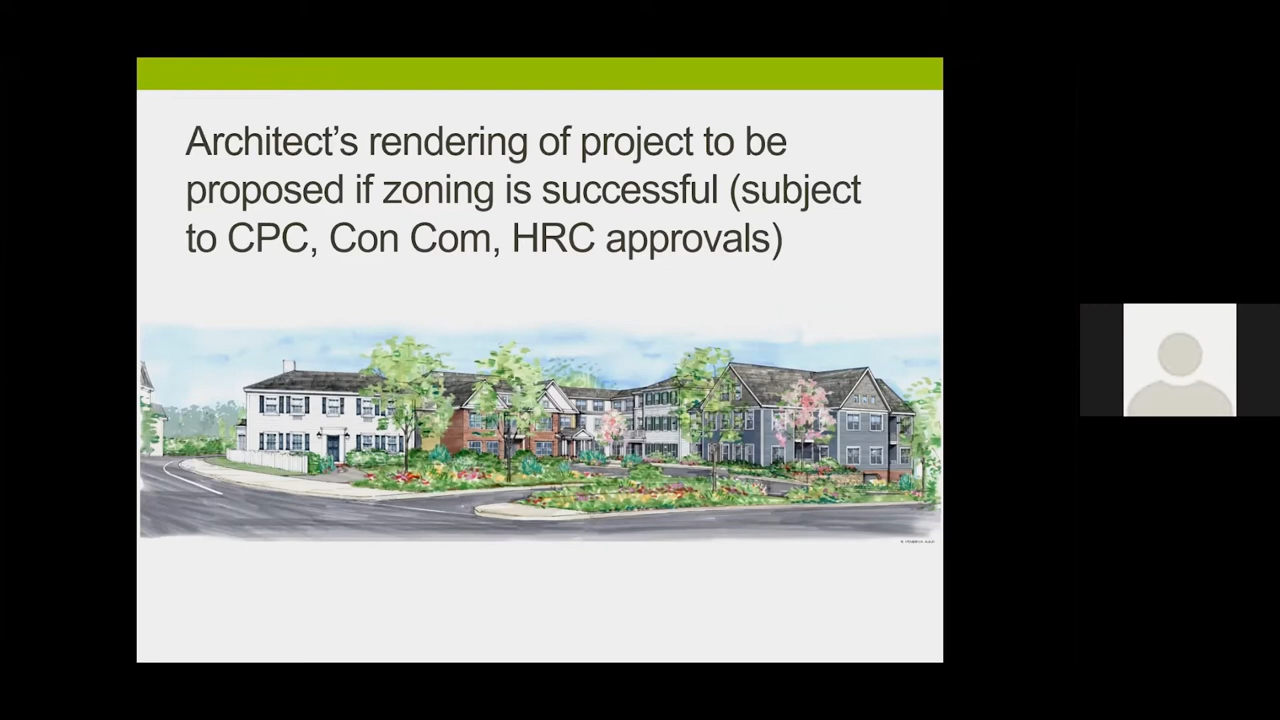 Architect’s rendering of project to be
proposed if zoning is successful (subject
to CPC, Con Com, HRC approvals)